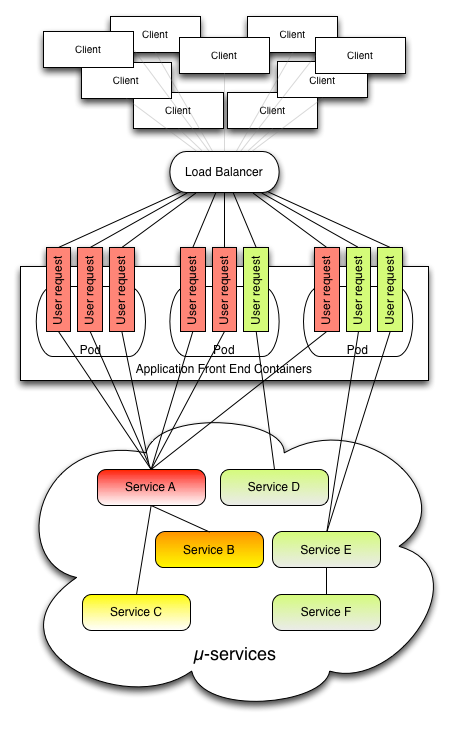 Client
Client
Client
Client
Client
Client
Client
Client
Client
Load Balancer
User request
User request
User request
User request
User request
User request
User request
User request
User request
Pod
Pod
Pod
Application Front End Containers
Service A
Service D
Service B
Service E
Service C
Service F
μ-services